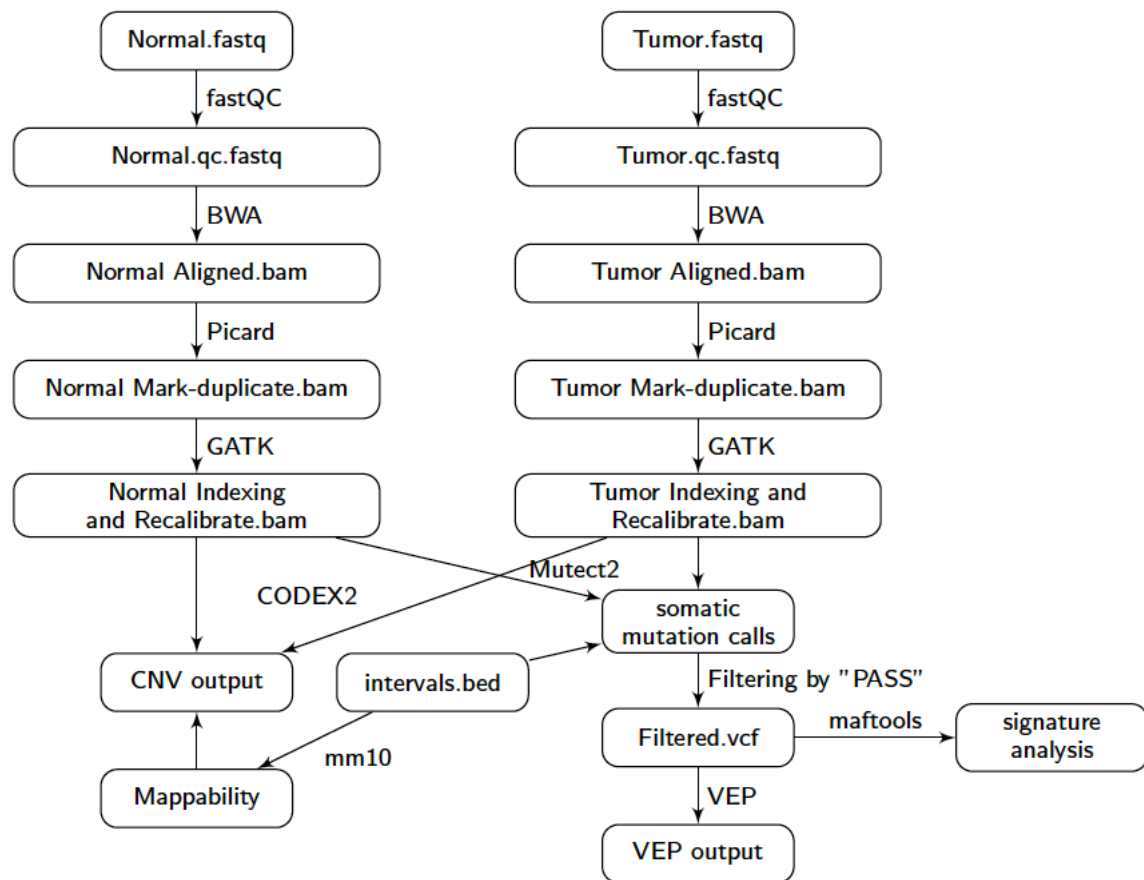 Normal.fastq
Tumor.fastq
fastQC
fastQC
Normal.qc.fastq
Tumor.qc.fastq
BWA
BWA
Normal Aligned.bam
Tumor Aligned.bam
Picard
Picard
Normal Mark-duplicate.bam
Tumor Mark-duplicate.bam
GATK
GATK
Normal Indexing
and Recalibrate.bam
Tumor Indexing and
Recalibrate.bam
Mutect2
CODEX2
somatic
mutation calls
CNV output
intervals.bed
Filtering by "PASS"
maftools
Filtered.vcf
signature
analysis
mm10
Mappability
VEP
VEP output